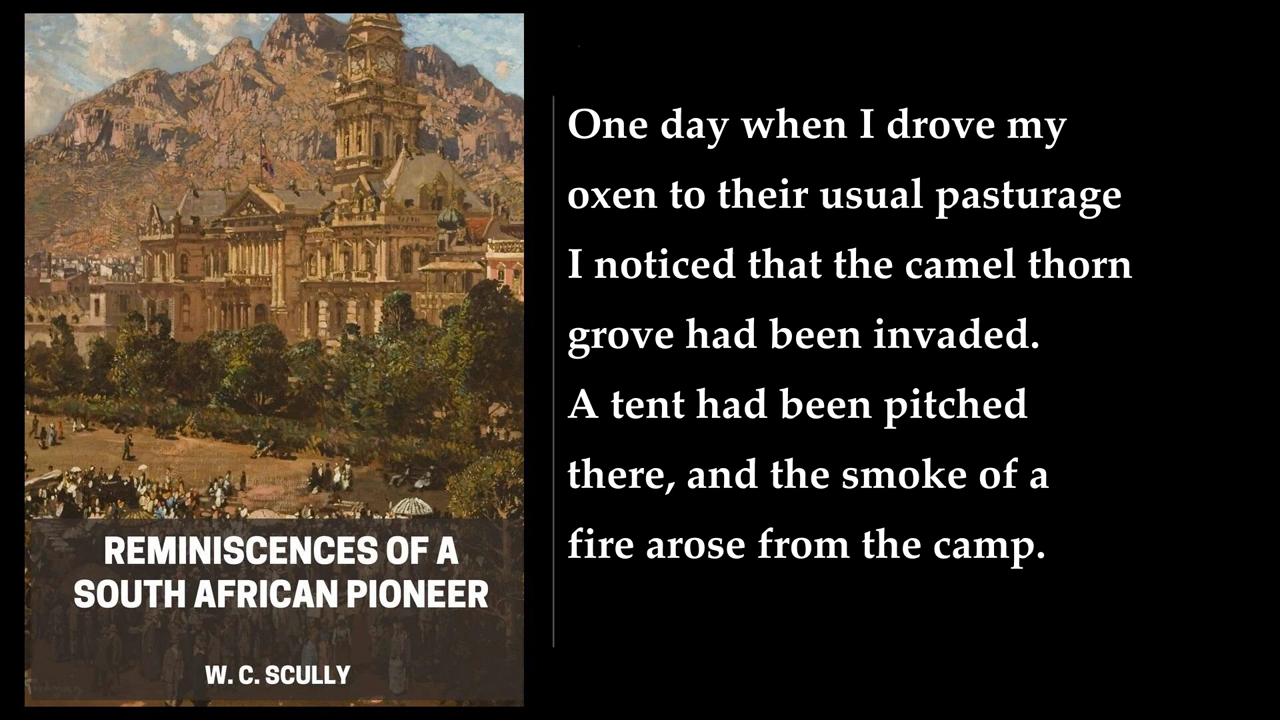 REMINISCENCES OF A
SOUTH AFRICAN PIONEER
W. C. SCULLY
One day when I drove my
oxen to their usual pasturage
I noticed that the camel thorn
grove had been invaded.
A tent had been pitched
there, and the smoke of a
fire arose from the camp.